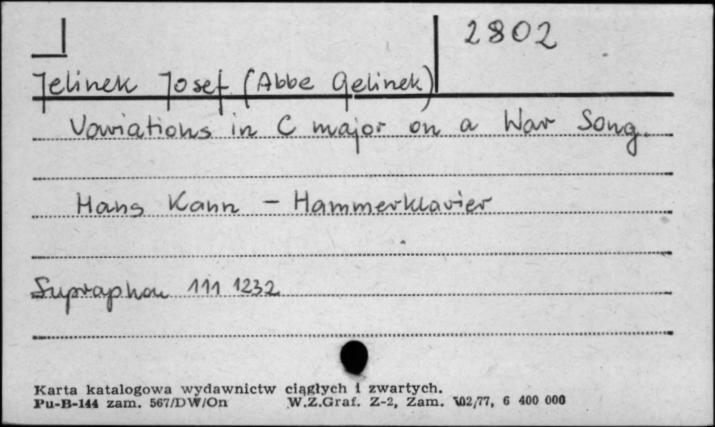 2802
Jelinek Josef (Abbe Gelinek)
Variations in C major on a War Song.
Hans Kann - Hammerklavier
Supraphon 111 1232
Karta katalogowa wydawnictw ciągłych i zwartych.
Pu-B-144 zam. 567/DW/On W.Z.Graf. Z-2, Zam. 102/77, 6 400 000